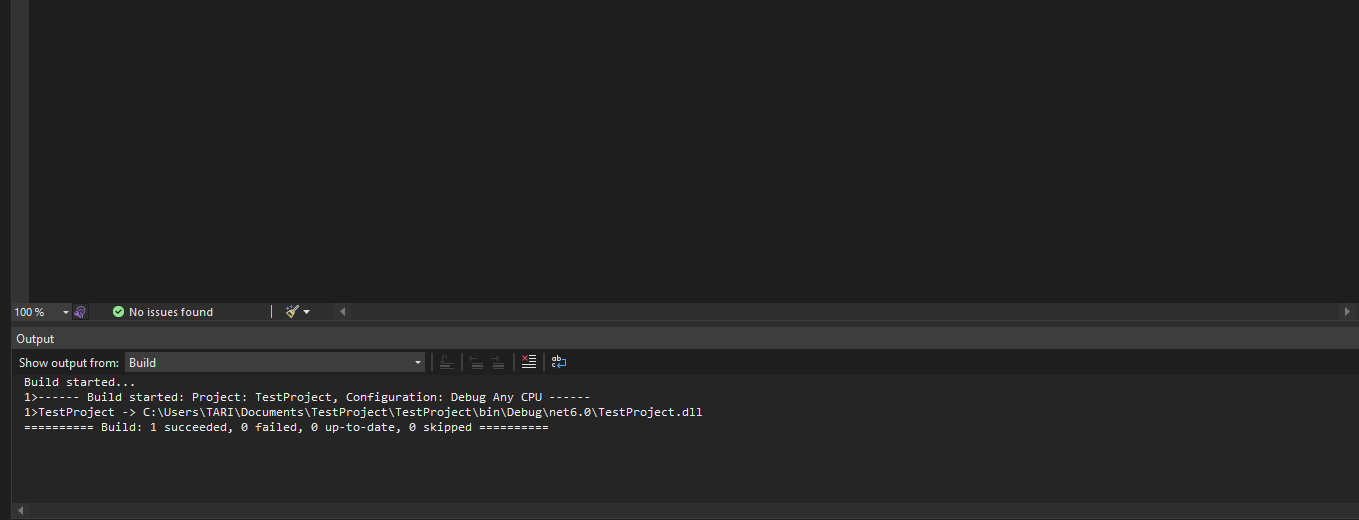 100 %
No issues found
Output
Show output from: Build
Build started...
1>------ Build started: Project: TestProject, Configuration: Debug Any CPU ------
1>TestProject -> C:\Users\TARI\Documents\TestProject\TestProject\bin\Debug\net6.0\TestProject.dll
========== Build: 1 succeeded, 0 failed, 0 up-to-date, 0 skipped ==========